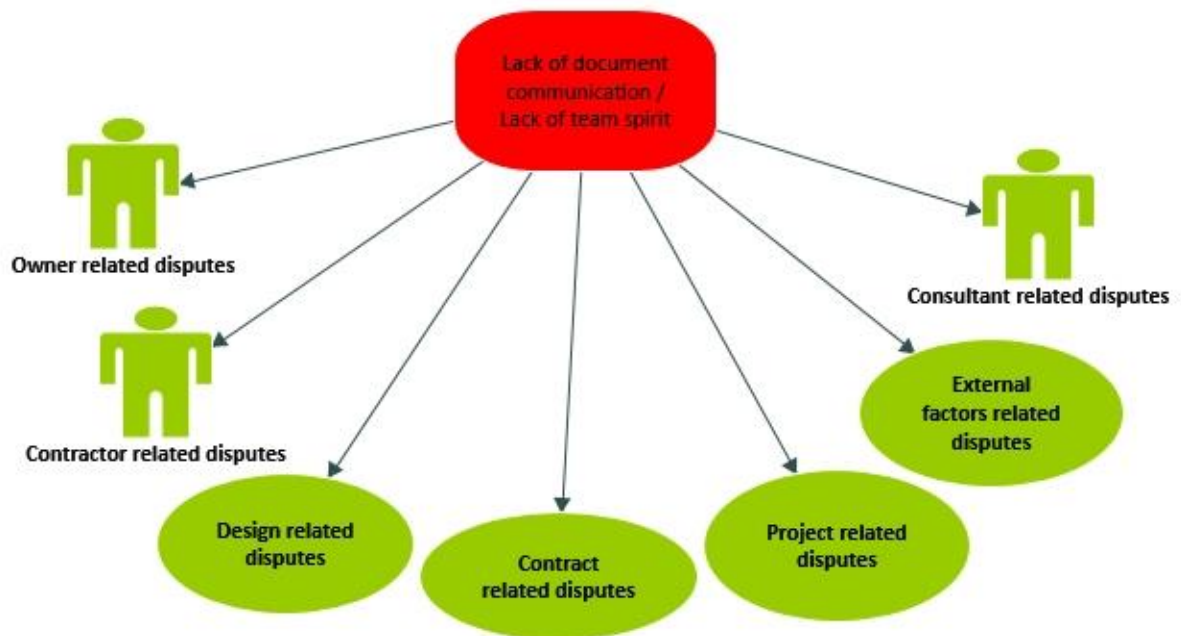 Lack of document
communication /
Lack of team spirit
Owner related disputes
Consultant related disputes
Contractor related disputes
External
factors related
disputes
Design related
disputes
Contract
related disputes
Project related
disputes